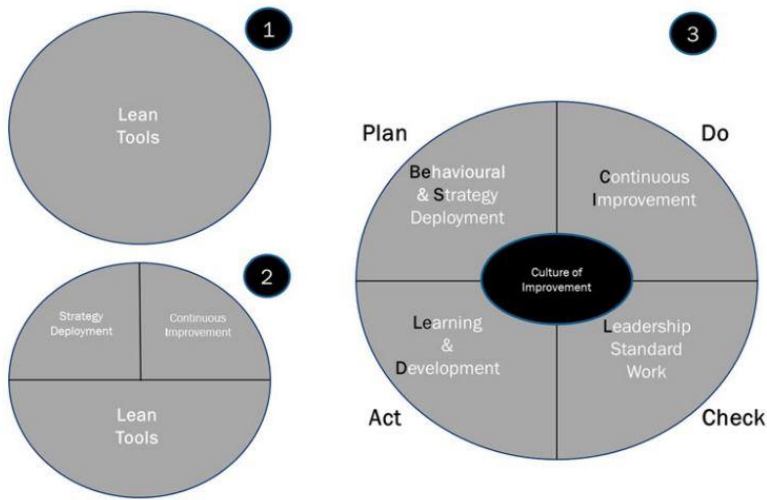 1
Lean
Tools
2
Strategy
Deployment
Continuous
Improvement
Lean
Tools
3
Plan
Do
Behavioural
& Strategy
Deployment
Continuous
Improvement
Culture of
Improvement
Learning
&
Development
Leadership
Standard
Work
Act
Check